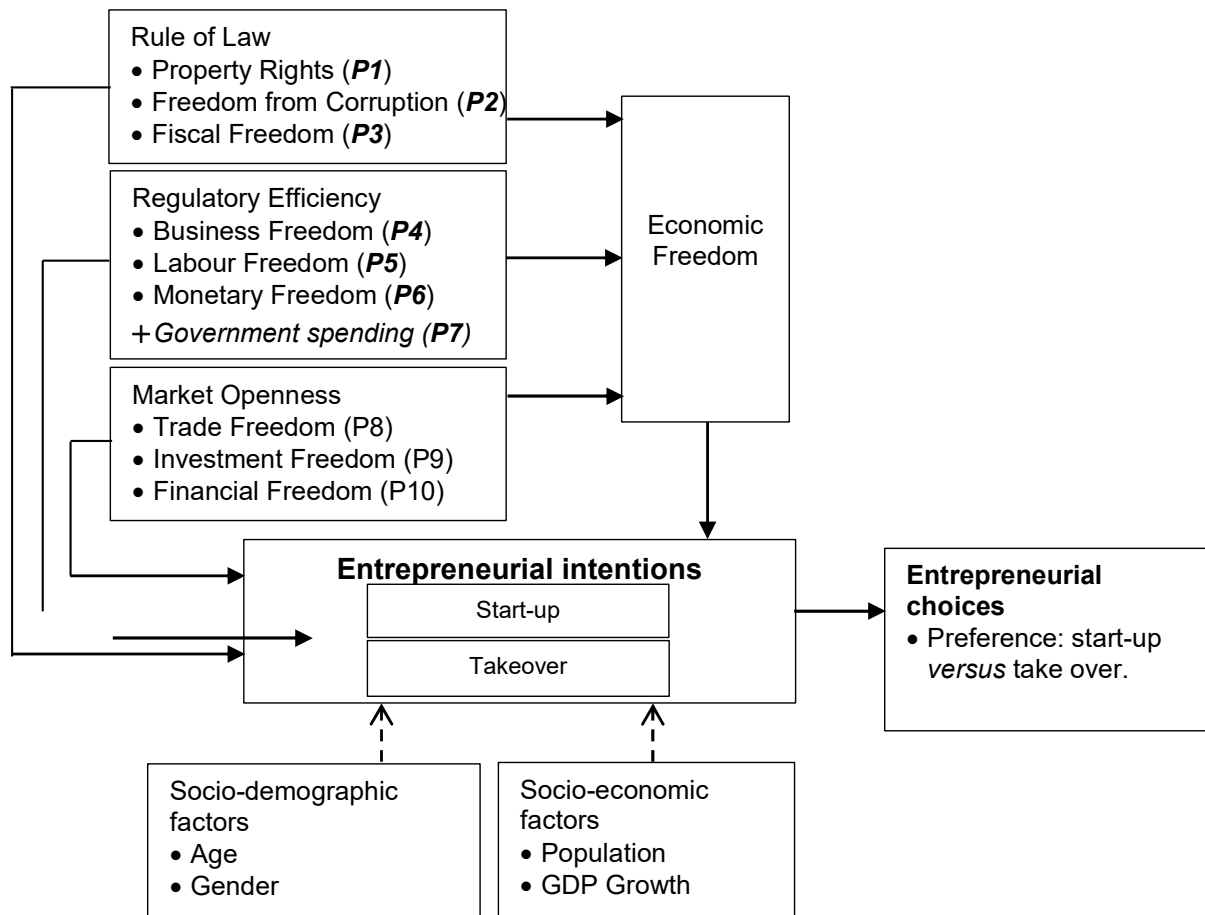 Rule of Law
• Property Rights (P1)
• Freedom from Corruption (P2)
• Fiscal Freedom (P3)
Regulatory Efficiency
• Business Freedom (P4)
• Labour Freedom (P5)
• Monetary Freedom (P6)
+ Government spending (P7)
Market Openness
• Trade Freedom (P8)
• Investment Freedom (P9)
• Financial Freedom (P10)
Economic
Freedom
Entrepreneurial intentions
Start-up
Takeover
Entrepreneurial
choices
• Preference: start-up
versus take over.
Socio-demographic
factors
• Age
• Gender
Socio-economic
factors
• Population
• GDP Growth